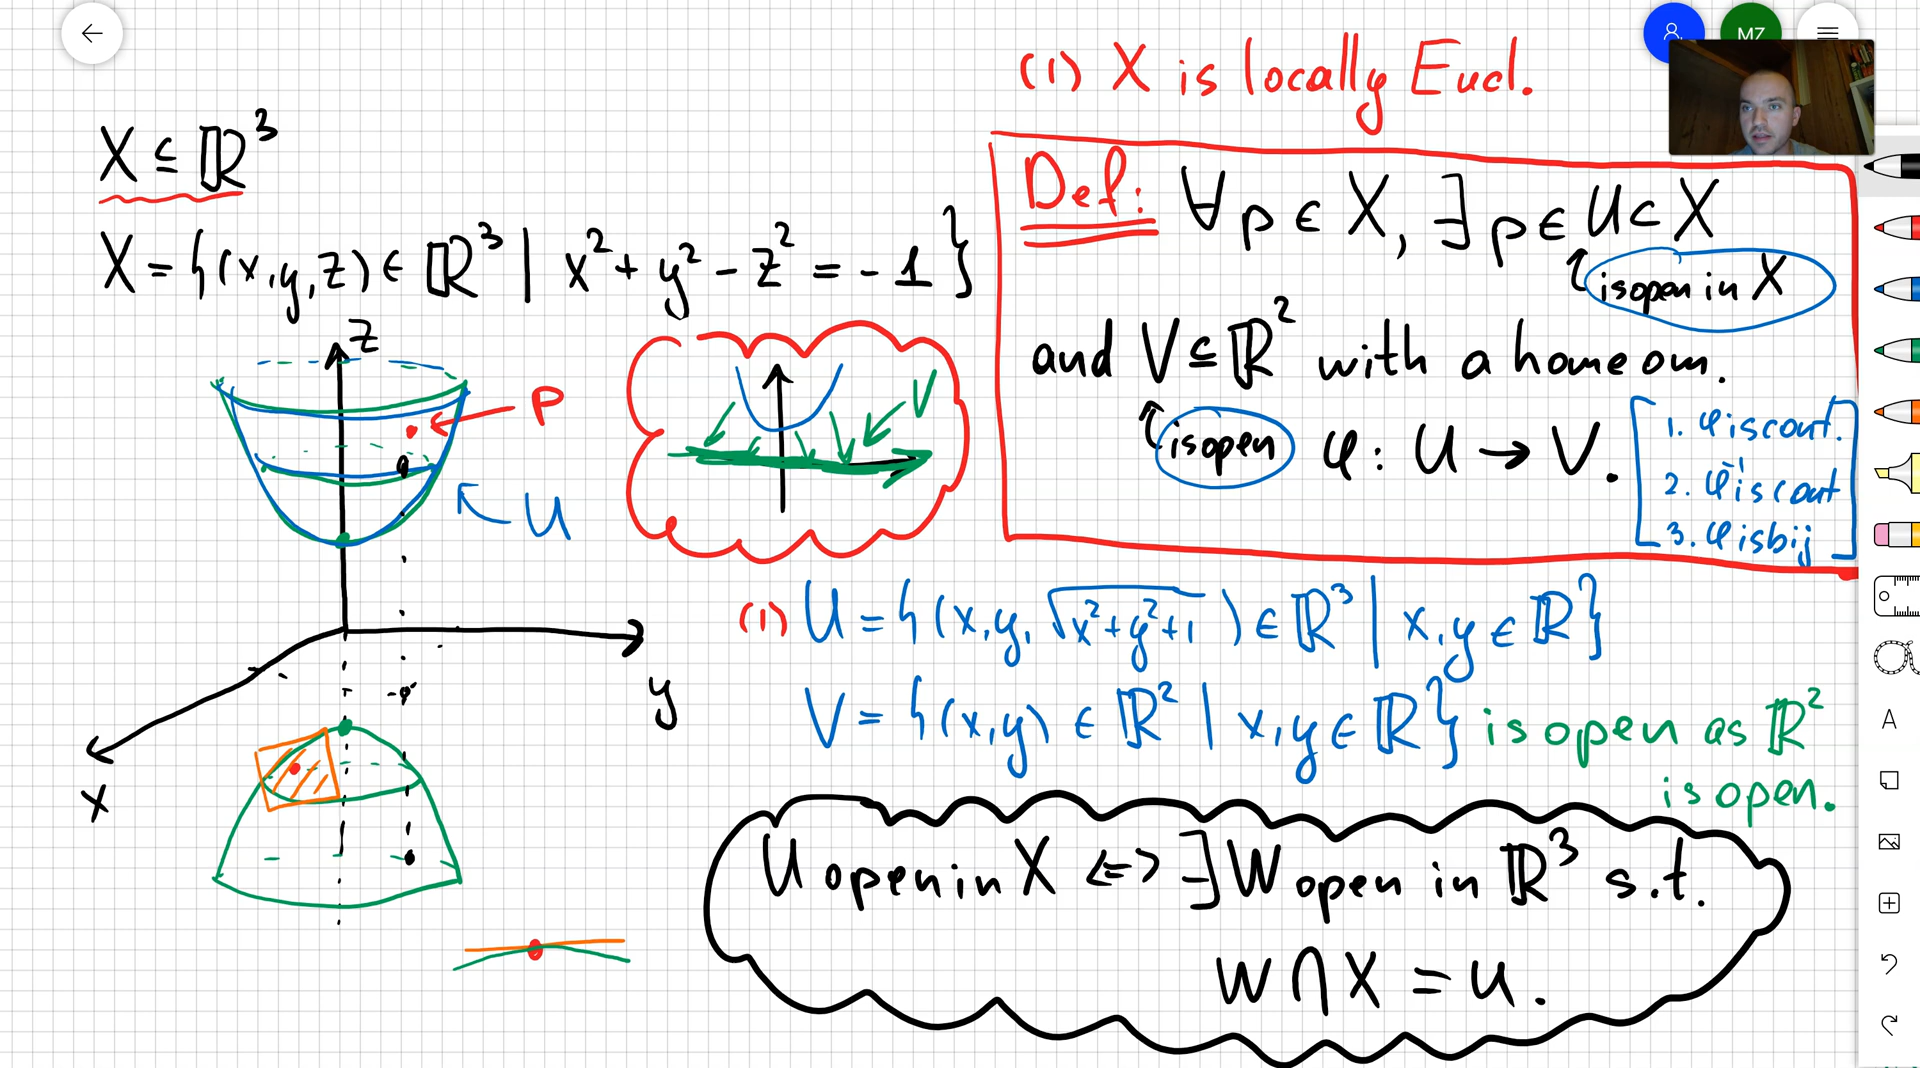 MZ
(1) X is locally Eucl.
X ⊆ ℝ³
X = {(x,y,z) ∈ ℝ³ | x² + y² - z² = -1}
Def: ∀ p ∈ X, ∃ p ∈ U ⊂ X
is open in X
and V ⊆ ℝ² with a homeom.
is open φ : U → V.
1. φ is cont.
2. φ⁻¹ is cont
3. φ is bij
z
p
U
V
y
x
(1) U = {(x,y,√(x²+y²+1)) ∈ ℝ³ | x,y ∈ ℝ}
V = {(x,y) ∈ ℝ² | x,y ∈ ℝ} is open as ℝ²
is open.
U open in X ⇔ ∃ W open in ℝ³ s.t.
W ∩ X = U.
A